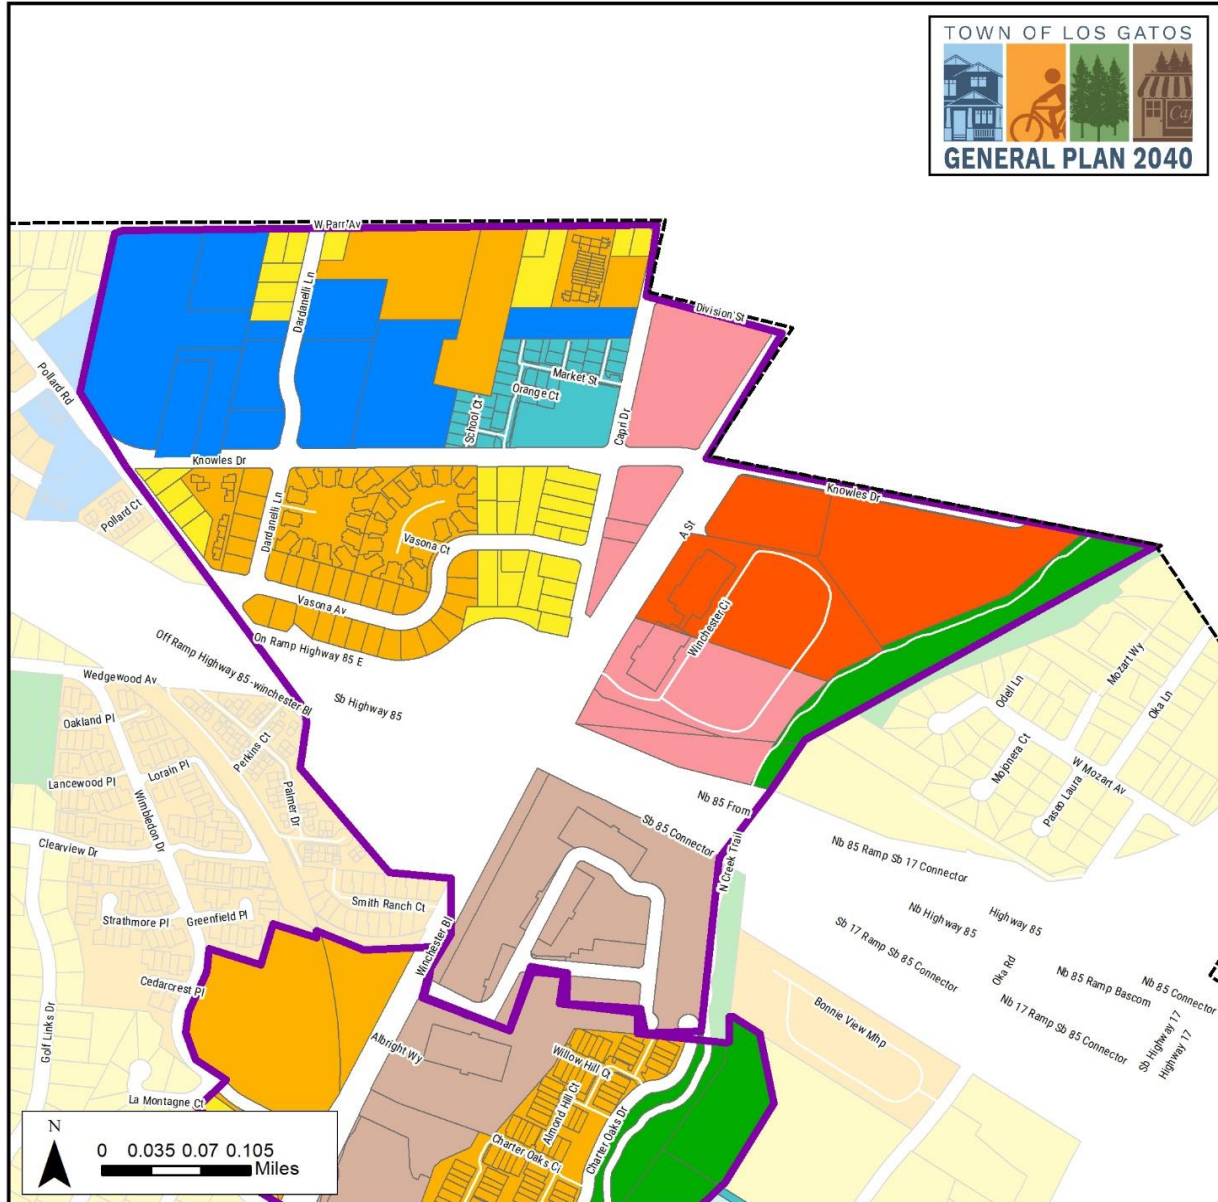 TOWN OF LOS GATOS
Caf
GENERAL PLAN 2040
W Parr Av
Dardanelli Ln
Division St
Pollard Rd
Market St
Orange Ct
School Ct
Capri Dr
Knowles Dr
Knowles Dr
Pollard Ct
Dardanelli Ln
Vasona Ct
A St
Vasona Av
Winchester Ci
On Ramp Highway 85 E
Off Ramp Highway 85-winchester Bl
Sb Highway 85
Wedgewood Av
Oakland Pl
Perkins Ct
Lorain Pl
Lancewood Pl
Palmer Dr
Wimbledon Dr
Clearview Dr
Odell Ln
Mozart Wy
Oka Ln
Mojonera Ct
W Mozart Av
Paseo Laura
Nb 85 From
Sb 85 Connector
N Creek Trail
Nb 85 Ramp Sb 17 Connector
Smith Ranch Ct
Strathmore Pl
Greenfield Pl
Winchester Bl
Nb Highway 85
Highway 85
Sb 17 Ramp Sb 85 Connector
Oka Rd
Nb 85 Ramp Bascom
Nb 85 Connector
Cedarcrest Pl
Golf Links Dr
Bonnie View Mhp
Nb 17 Ramp Sb 85 Connector
Sb Highway 17
Highway 17
Albright Wy
Willow Hill Ct
Almond Hill Ct
La Montagne Ct
Charter Oaks Dr
Charter Oaks Ci
N
0 0.035 0.07 0.105
Miles